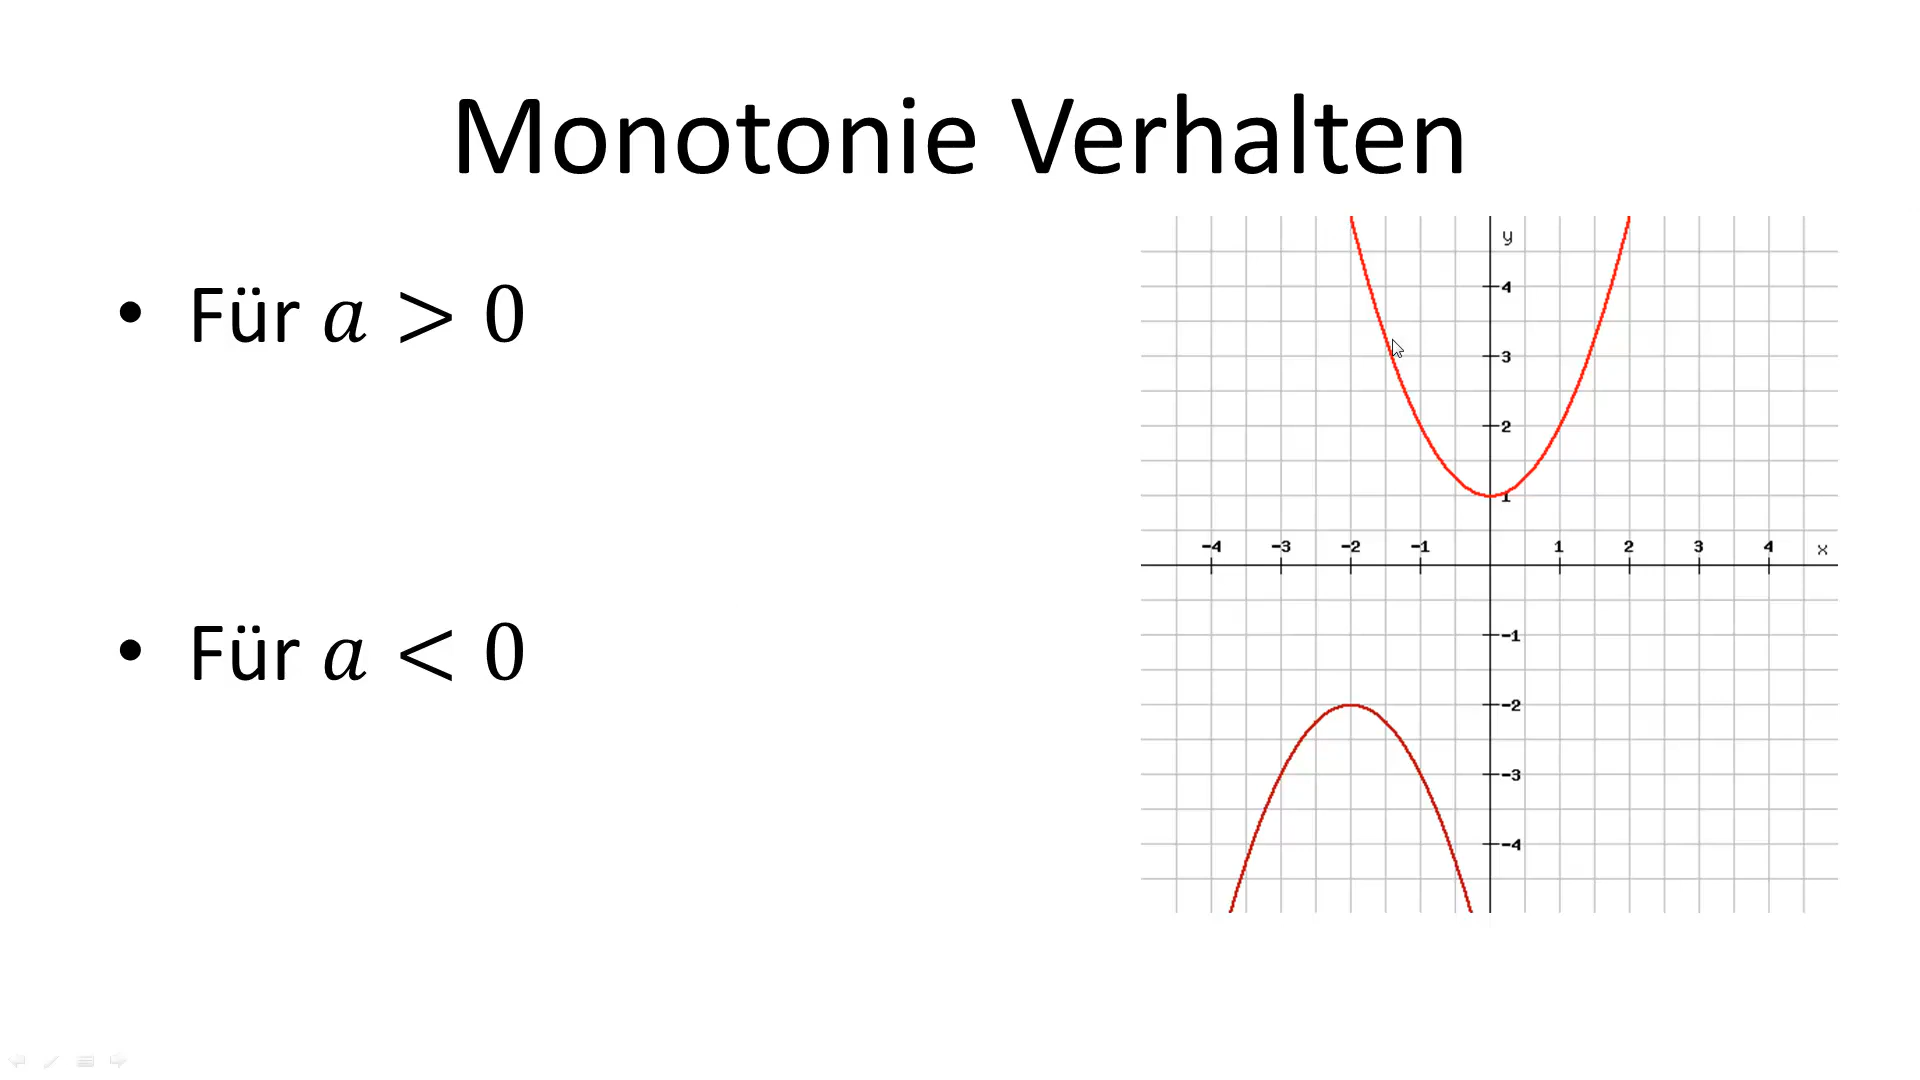 Monotonie Verhalten
• Für a > 0
• Für a < 0
y
4
3
2
1
-4 -3 -2 -1 1 2 3 4 x
-1
-2
-3
-4